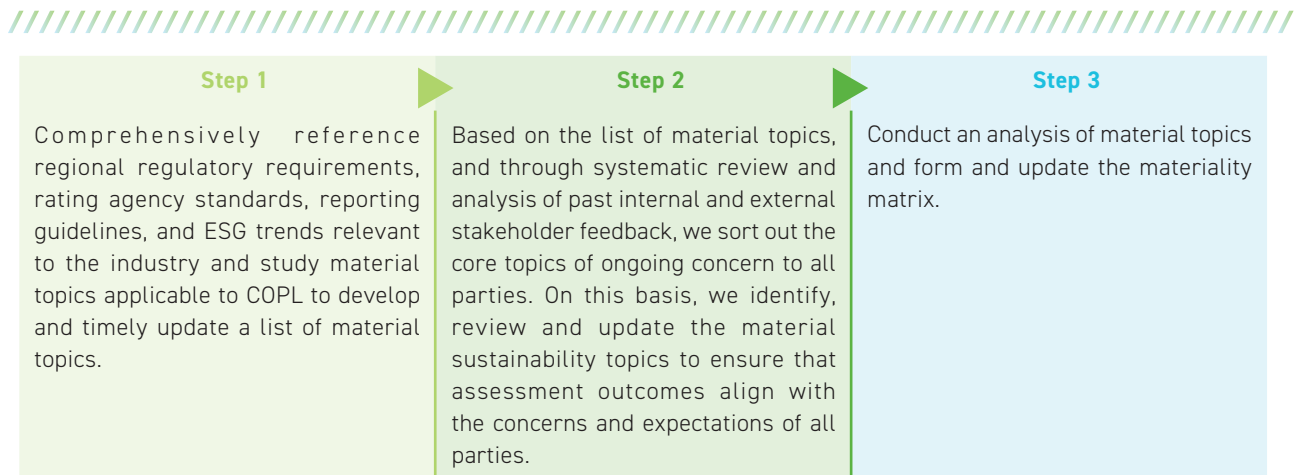 Step 1
Comprehensively reference
regional regulatory requirements,
rating agency standards, reporting
guidelines, and ESG trends relevant
to the industry and study material
topics applicable to COPL to develop
and timely update a list of material
topics.
Step 2
Based on the list of material topics,
and through systematic review and
analysis of past internal and external
stakeholder feedback, we sort out the
core topics of ongoing concern to all
parties. On this basis, we identify,
review and update the material
sustainability topics to ensure that
assessment outcomes align with
the concerns and expectations of all
parties.
Step 3
Conduct an analysis of material topics
and form and update the materiality
matrix.